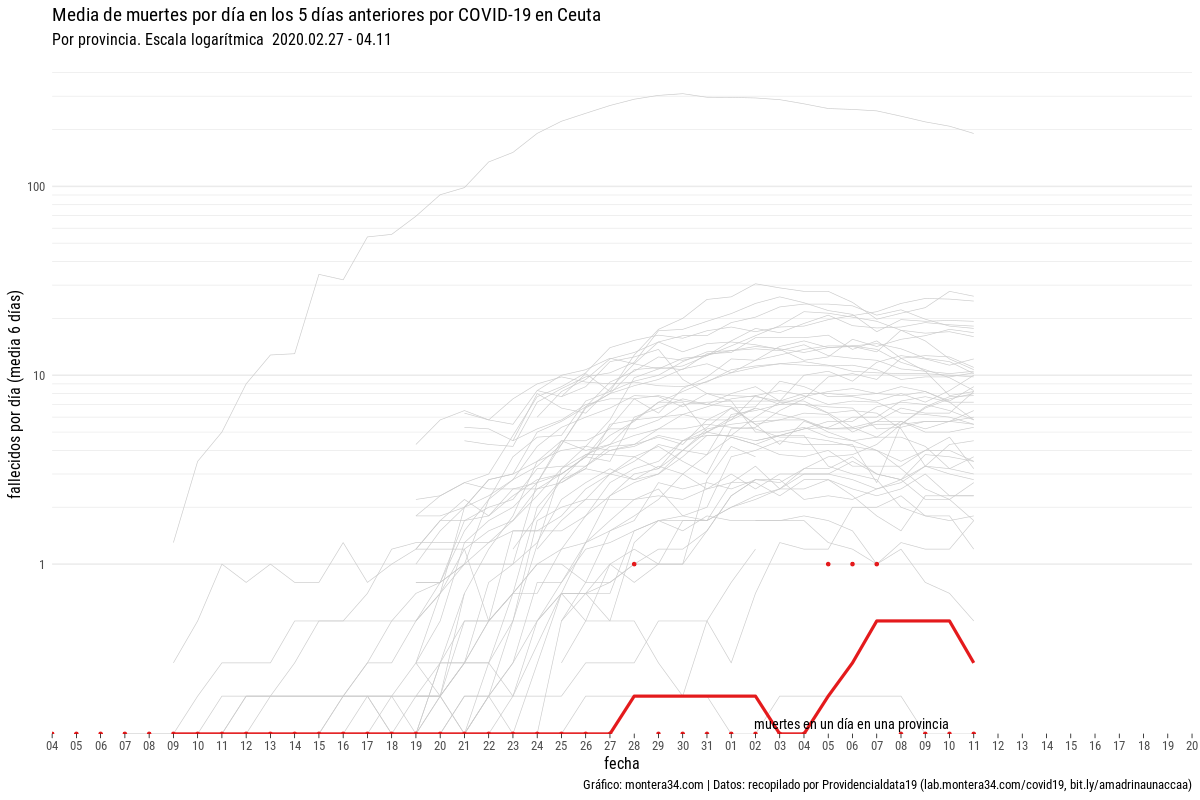 Media de muertes por día en los 5 días anteriores por COVID-19 en Ceuta
Por provincia. Escala logarítmica 2020.02.27 - 04.11
fallecidos por día (media 6 días)
100
10
1
muertes en un día en una provincia
04 05 06 07 08 09 10 11 12 13 14 15 16 17 18 19 20 21 22 23 24 25 26 27 28 29 30 31 01 02 03 04 05 06 07 08 09 10 11 12 13 14 15 16 17 17 19 20
fecha
Gráfico: montera34.com | Datos: recopilado por Providencialdata19 (lab.montera34.com/covid19, bit.ly/amadrinaunaccaa)